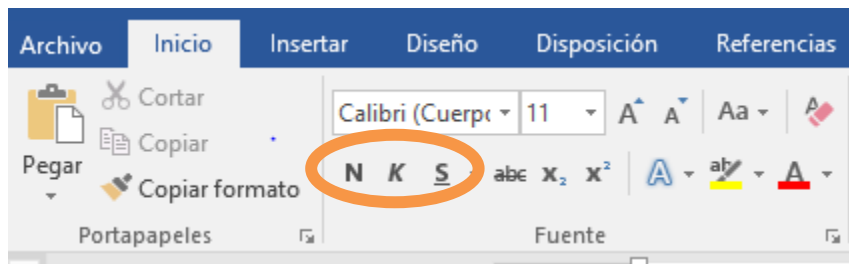 Archivo Inicio Insertar Diseño Disposición Referencias
Cortar
Calibri (Cuerpo 11 A A Aa A
Copiar
Pegar
N K S abc X₂ X² A ab A
Copiar formato
Portapapeles Fuente